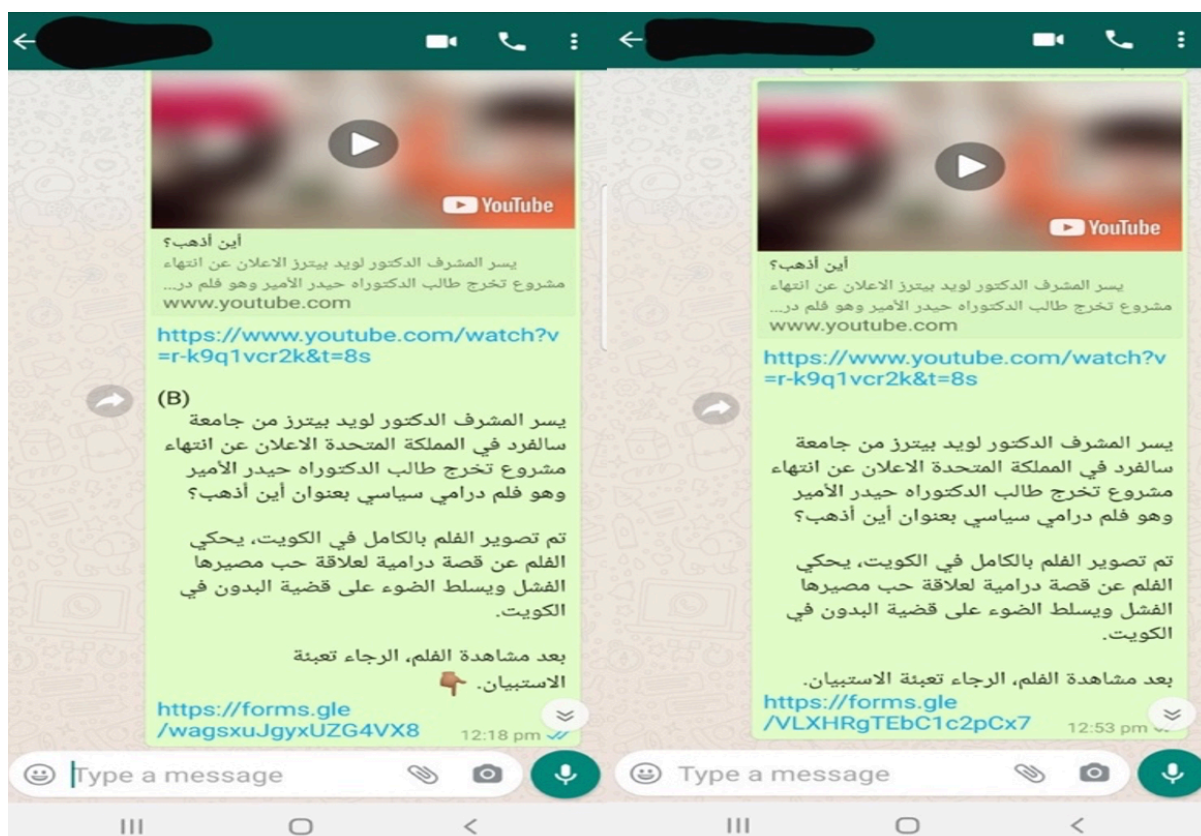 YouTube
أين أذهب؟
يسر المشرف الدكتور لويد بيترز الاعلان عن انتهاء
مشروع تخرج طالب الدكتوراه حيدر الأمير وهو فلم در...
www.youtube.com
https://www.youtube.com/watch?v
=r-k9q1vcr2k&t=8s
(B)
يسر المشرف الدكتور لويد بيترز من جامعة
سالفرد في المملكة المتحدة الاعلان عن انتهاء
مشروع تخرج طالب الدكتوراه حيدر الأمير
وهو فلم درامي سياسي بعنوان أين أذهب؟
تم تصوير الفلم بالكامل في الكويت، يحكي
الفلم عن قصة درامية لعلاقة حب مصيرها
الفشل ويسلط الضوء على قضية البدون في
الكويت.
بعد مشاهدة الفلم، الرجاء تعبئة
الاستبيان. 👇🏾
https://forms.gle
/wagsxuJgyxUZG4VX8
12:18 pm
Type a message
YouTube
أين أذهب؟
يسر المشرف الدكتور لويد بيترز الاعلان عن انتهاء
مشروع تخرج طالب الدكتوراه حيدر الأمير وهو فلم در...
www.youtube.com
https://www.youtube.com/watch?v
=r-k9q1vcr2k&t=8s
يسر المشرف الدكتور لويد بيترز من جامعة
سالفرد في المملكة المتحدة الاعلان عن انتهاء
مشروع تخرج طالب الدكتوراه حيدر الأمير
وهو فلم درامي سياسي بعنوان أين أذهب؟
تم تصوير الفلم بالكامل في الكويت، يحكي
الفلم عن قصة درامية لعلاقة حب مصيرها
الفشل ويسلط الضوء على قضية البدون في
الكويت.
بعد مشاهدة الفلم، الرجاء تعبئة الاستبيان.
https://forms.gle
/VLXHRgTEbC1c2pCx7
12:53 pm
Type a message